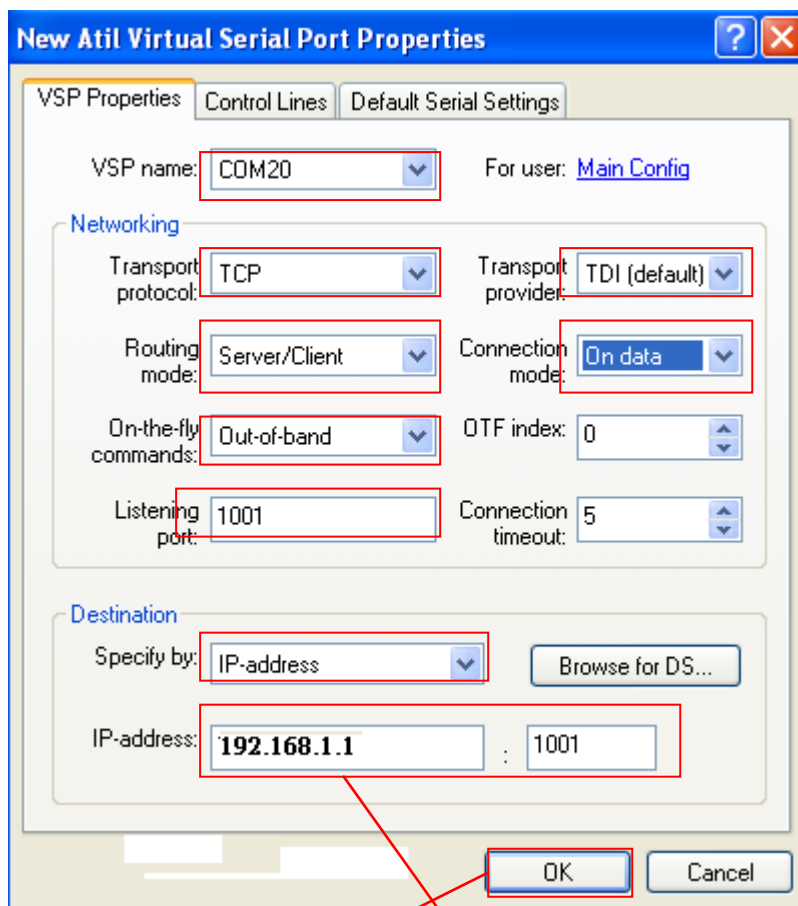 New Atil Virtual Serial Port Properties
VSP Properties Control Lines Default Serial Settings
VSP name: COM20 For user: Main Config
Networking
Transport protocol: TCP Transport provider: TDI (default)
Routing mode: Server/Client Connection mode: On data
On-the-fly commands: Out-of-band OTF index: 0
Listening port: 1001 Connection timeout: 5
Destination
Specify by: IP-address Browse for DS...
IP-address: 192.168.1.1 : 1001
OK Cancel